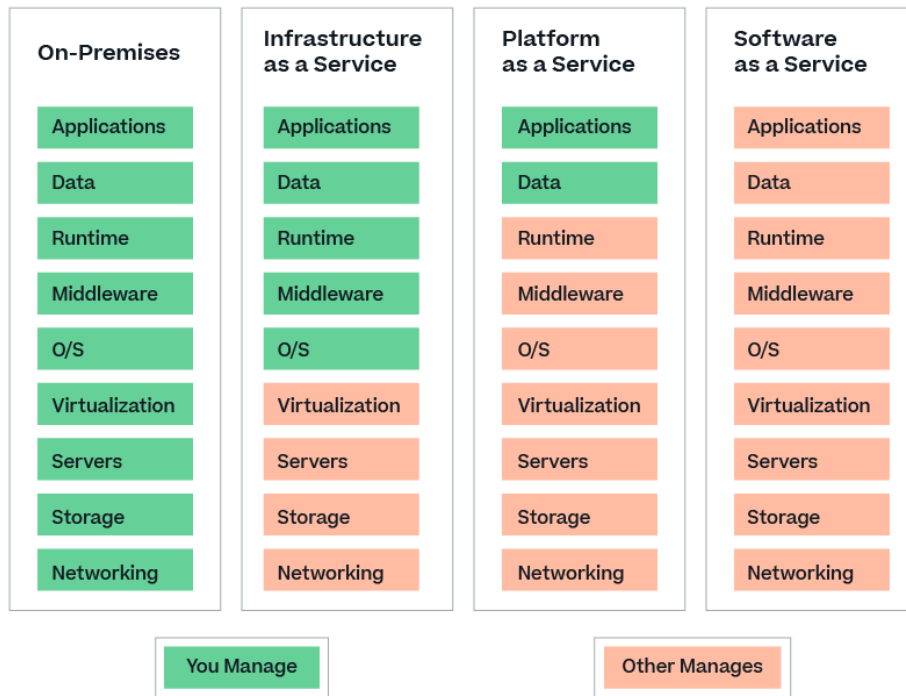 On-Premises
Applications
Data
Runtime
Middleware
O/S
Virtualization
Servers
Storage
Networking
Infrastructure
as a Service
Applications
Data
Runtime
Middleware
O/S
Virtualization
Servers
Storage
Networking
Platform
as a Service
Applications
Data
Runtime
Middleware
O/S
Virtualization
Servers
Storage
Networking
Software
as a Service
Applications
Data
Runtime
Middleware
O/S
Virtualization
Servers
Storage
Networking
You Manage
Other Manages